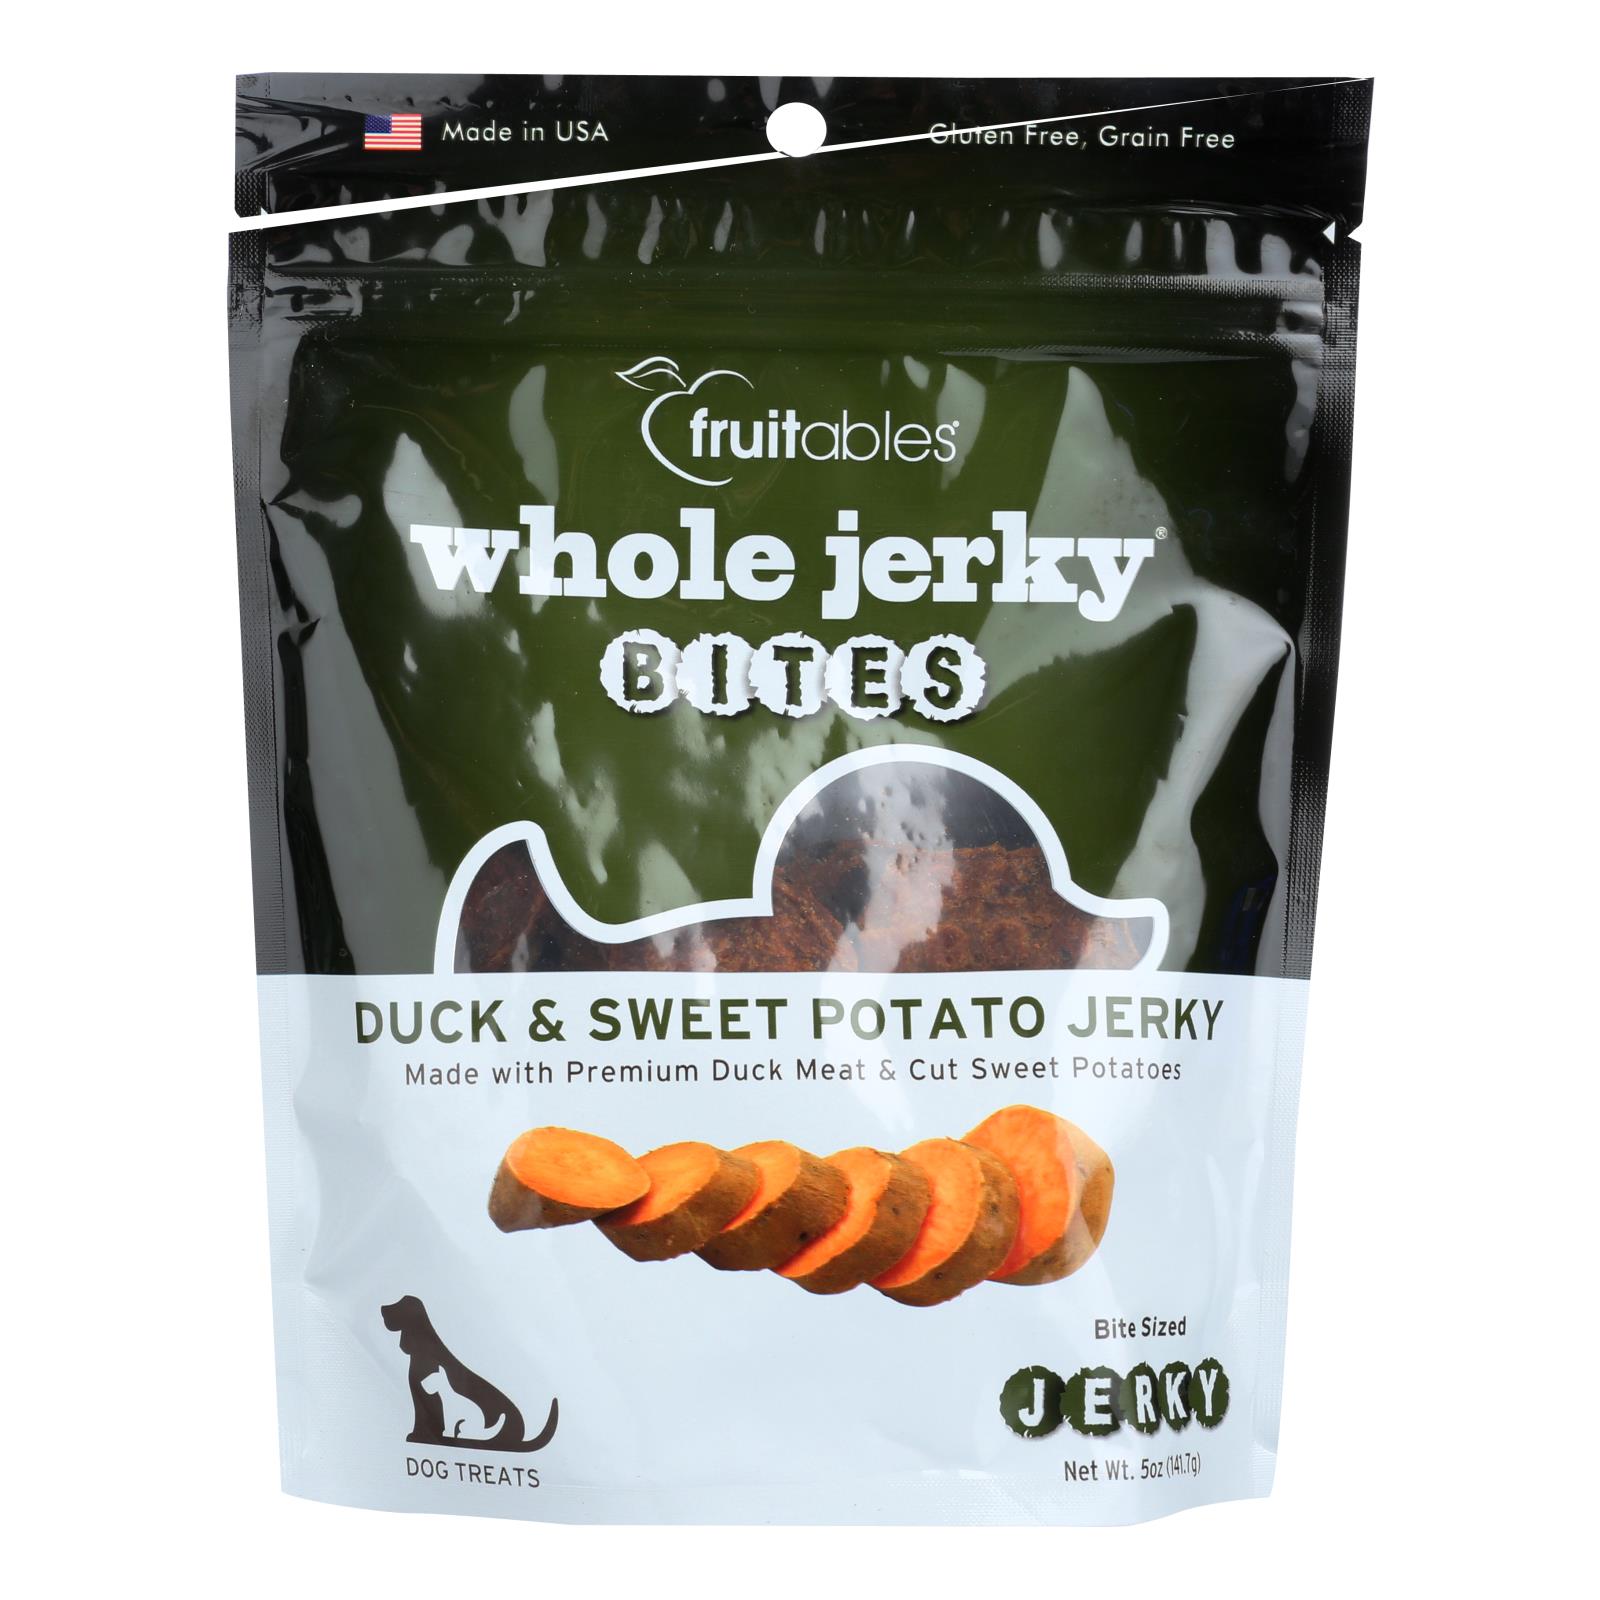 Made in USA
Gluten Free, Grain Free
fruitables®
whole jerky®
BITES
DUCK & SWEET POTATO JERKY
Made with Premium Duck Meat & Cut Sweet Potatoes
Bite Sized
JERKY
DOG TREATS
Net Wt. 5oz (141.7g)